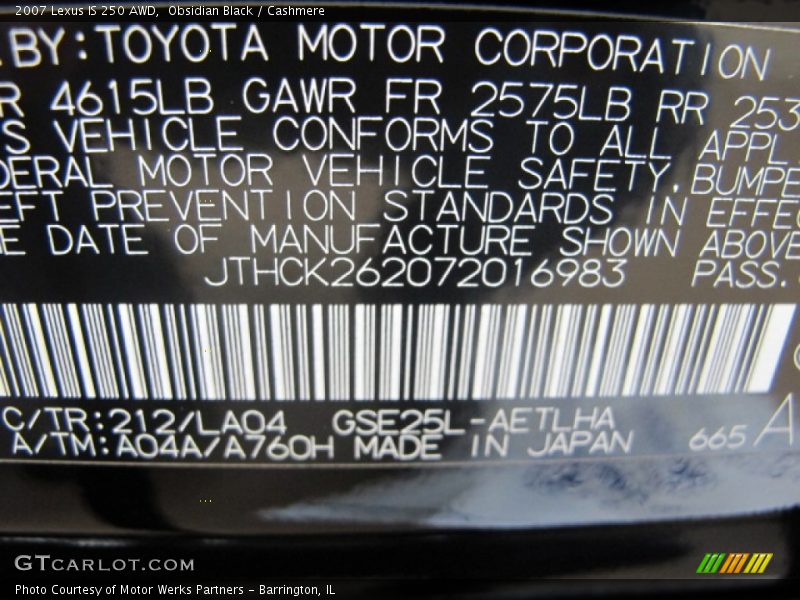 2007 Lexus IS 250 AWD, Obsidian Black / Cashmere
BY: TOYOTA MOTOR CORPORATION
R 4615LB GAWR FR 2575LB RR 253
S VEHICLE CONFORMS TO ALL APPL
DERAL MOTOR VEHICLE SAFETY, BUMPE
EFT PREVENTION STANDARDS IN EFFEC
E DATE OF MANUFACTURE SHOWN ABOVE
JTHCK262072016983 PASS.
C/TR:212/LA04 GSE25L-AETLHA
A/TM:A04A/A760H MADE IN JAPAN 665 A
GTCARLOT.COM
Photo Courtesy of Motor Werks Partners - Barrington, IL